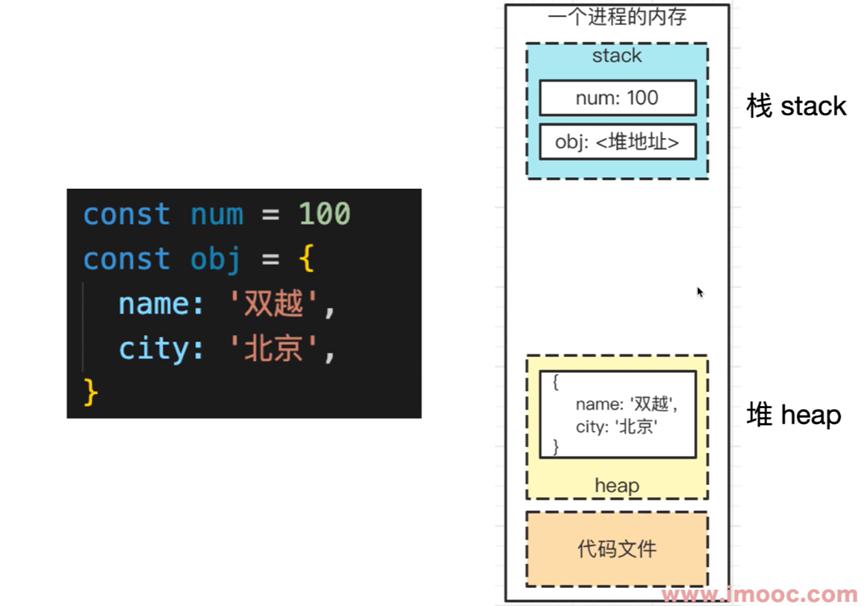 const num = 100
const obj = {
name: '双越',
city: '北京',
}
一个进程的内存
stack
num: 100
obj: <堆地址>
栈 stack
{
name: '双越',
city: '北京'
}
heap
堆 heap
代码文件
www.imooc.com